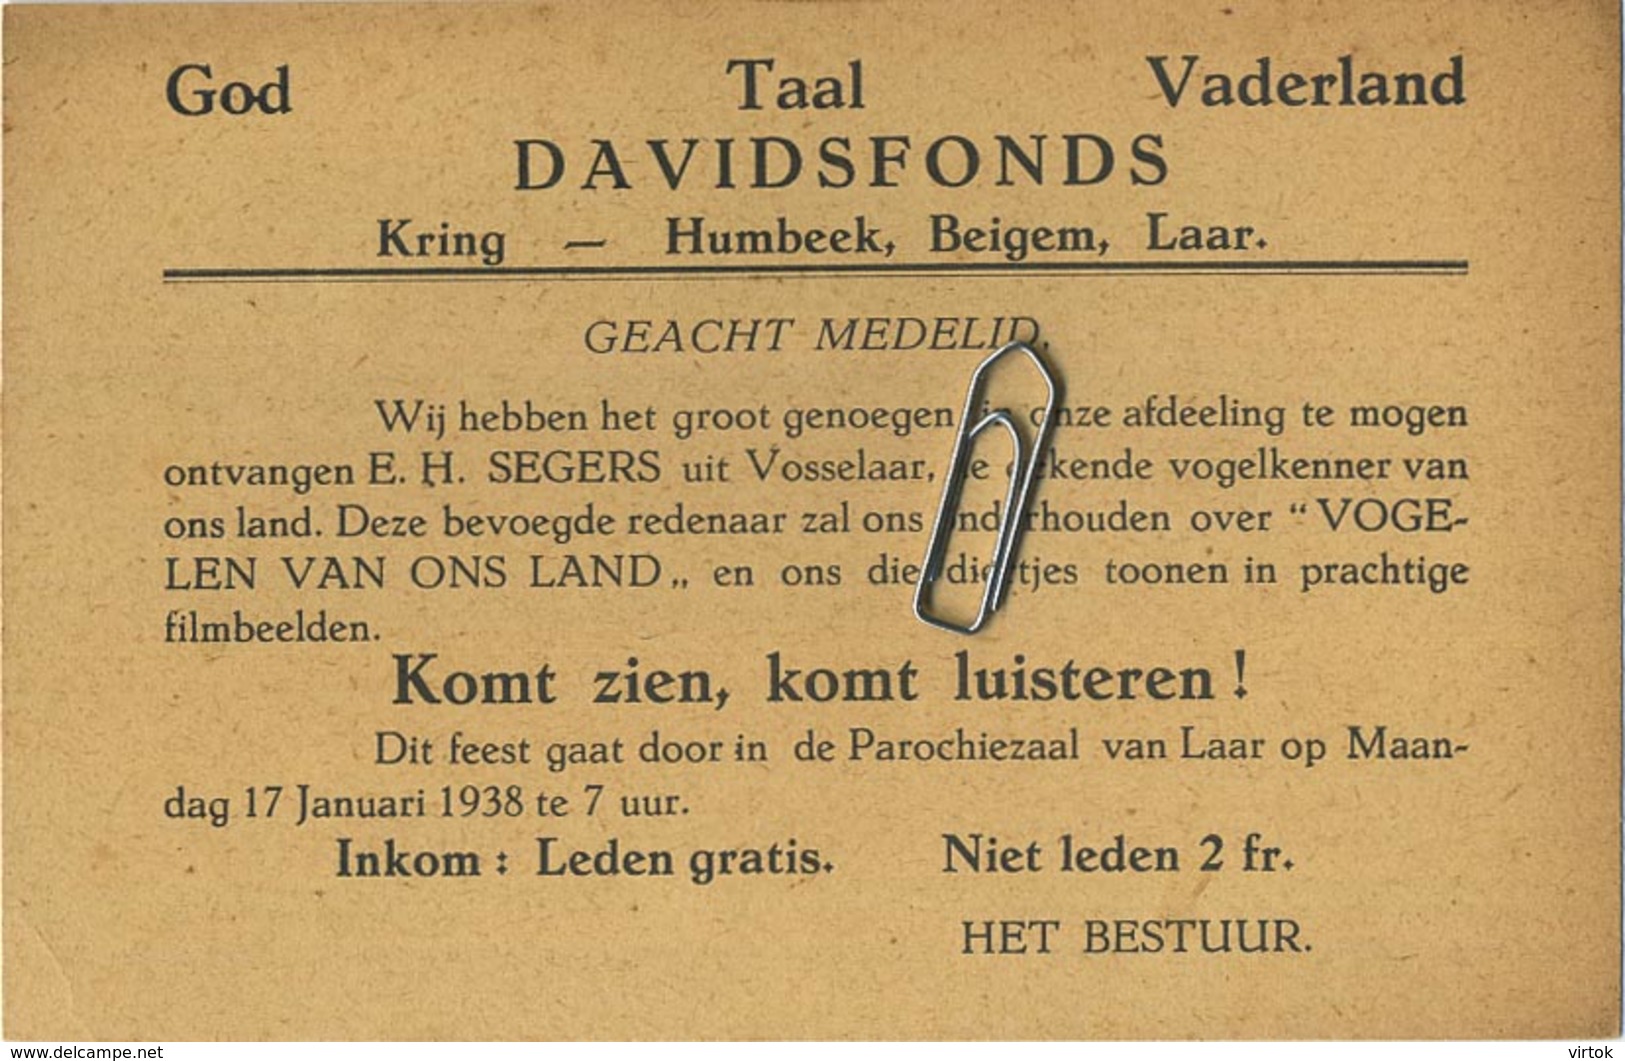 God Taal Vaderland
DAVIDSFONDS
Kring — Humbeek, Beigem, Laar.
GEACHT MEDELID,
Wij hebben het groot genoegen in onze afdeeling te mogen
ontvangen E. H. SEGERS uit Vosselaar, vogelkenner van
ons land. Deze bevoegde redenaar zal ons onderhouden over "VOGE-
LEN VAN ONS LAND„ en ons die diertjes toonen in prachtige
filmbeelden.
Komt zien, komt luisteren !
Dit feest gaat door in de Parochiezaal van Laar op Maan-
dag 17 Januari 1938 te 7 uur.
Inkom : Leden gratis. Niet leden 2 fr.
HET BESTUUR.
www.delcampe.net virtok